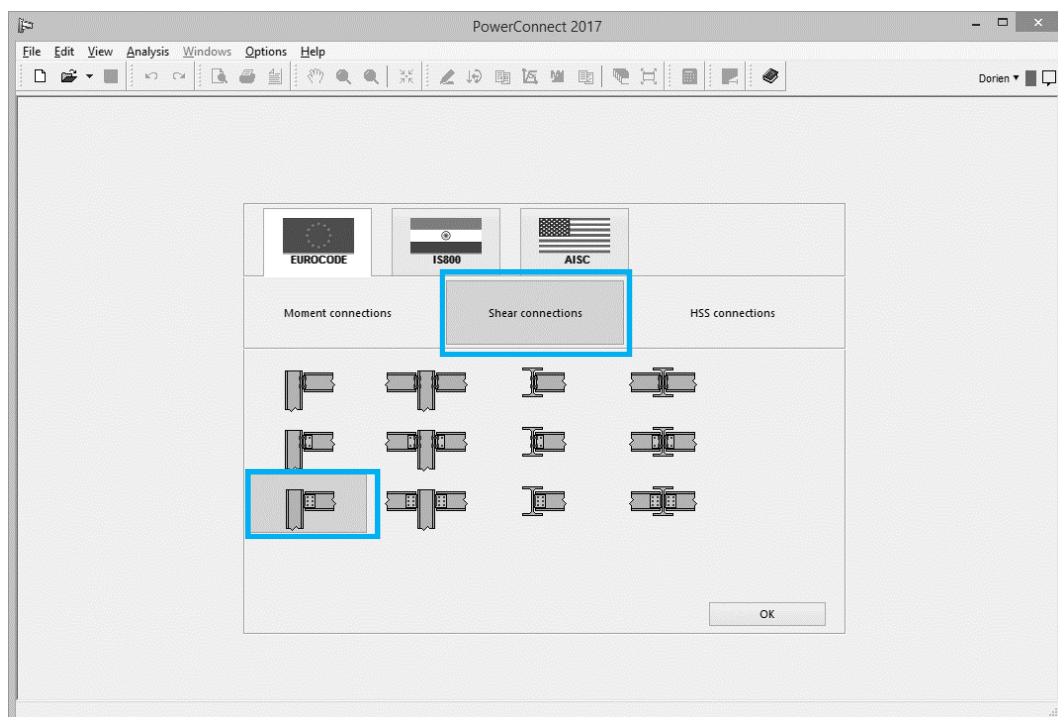 PowerConnect 2017
File Edit View Analysis Windows Options Help
Dorien
EUROCODE IS800 AISC
Moment connections Shear connections HSS connections
OK